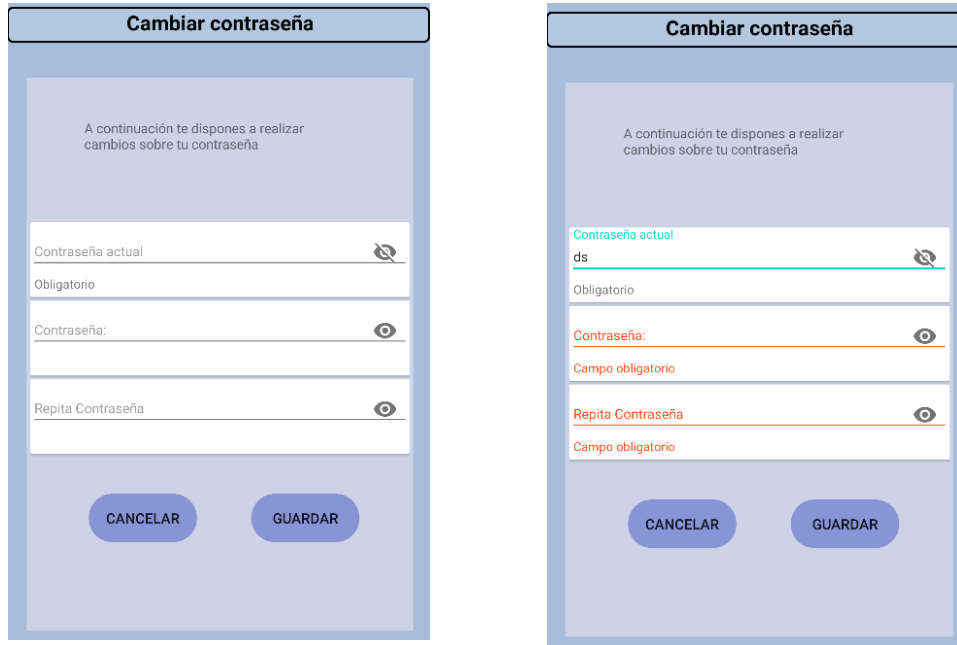 Cambiar contraseña
A continuación te dispones a realizar
cambios sobre tu contraseña
Contraseña actual
Obligatorio
Contraseña:
Repita Contraseña
CANCELAR
GUARDAR
Cambiar contraseña
A continuación te dispones a realizar
cambios sobre tu contraseña
Contraseña actual
ds
Obligatorio
Contraseña:
Campo obligatorio
Repita Contraseña
Campo obligatorio
CANCELAR
GUARDAR